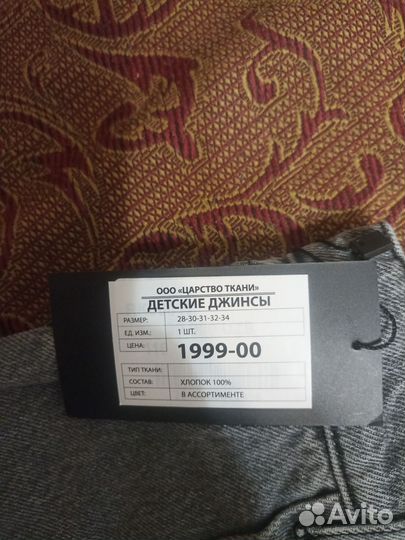 ООО «ЦАРСТВО ТКАНИ»
ДЕТСКИЕ ДЖИНСЫ
РАЗМЕР: 28-30-31-32-34
ЕД. ИЗМ.: 1 ШТ.
ЦЕНА: 1999-00
ТИП ТКАНИ:
СОСТАВ: ХЛОПОК 100%
ЦВЕТ: В АССОРТИМЕНТЕ
Avito